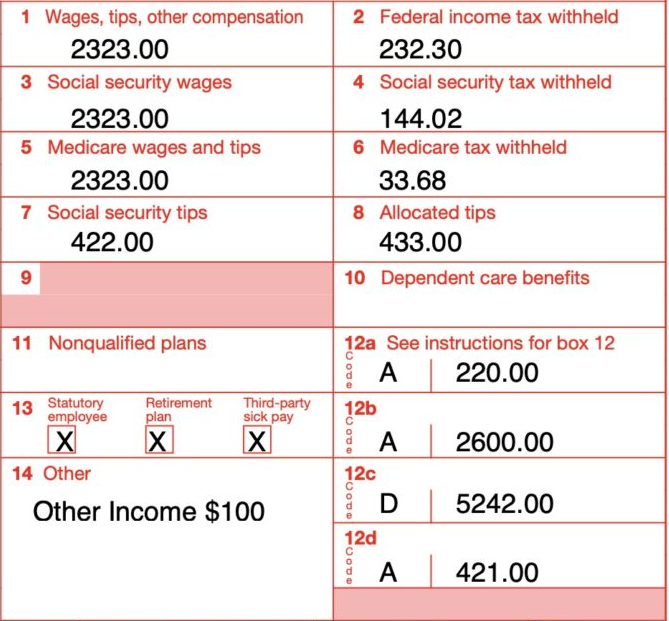 1 Wages, tips, other compensation
2323.00
2 Federal income tax withheld
232.30
3 Social security wages
2323.00
4 Social security tax withheld
144.02
5 Medicare wages and tips
2323.00
6 Medicare tax withheld
33.68
7 Social security tips
422.00
8 Allocated tips
433.00
9
10 Dependent care benefits
11 Nonqualified plans
12a See instructions for box 12
Code A 220.00
13 Statutory employee
X
Retirement plan
X
Third-party sick pay
X
12b
Code A 2600.00
14 Other
Other Income $100
12c
Code D 5242.00
12d
Code A 421.00